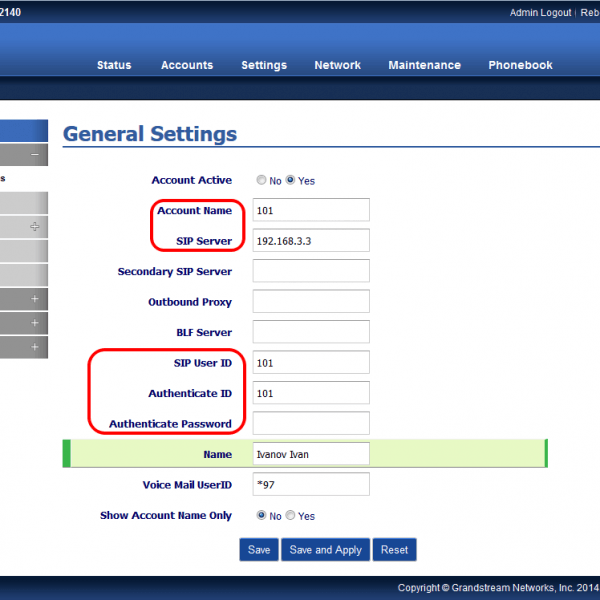 2140
Admin Logout | Reb
Status Accounts Settings Network Maintenance Phonebook
s
General Settings
Account Active No Yes
Account Name 101
SIP Server 192.168.3.3
Secondary SIP Server
Outbound Proxy
BLF Server
SIP User ID 101
Authenticate ID 101
Authenticate Password
Name Ivanov Ivan
Voice Mail UserID *97
Show Account Name Only No Yes
Save Save and Apply Reset
Copyright © Grandstream Networks, Inc. 2014